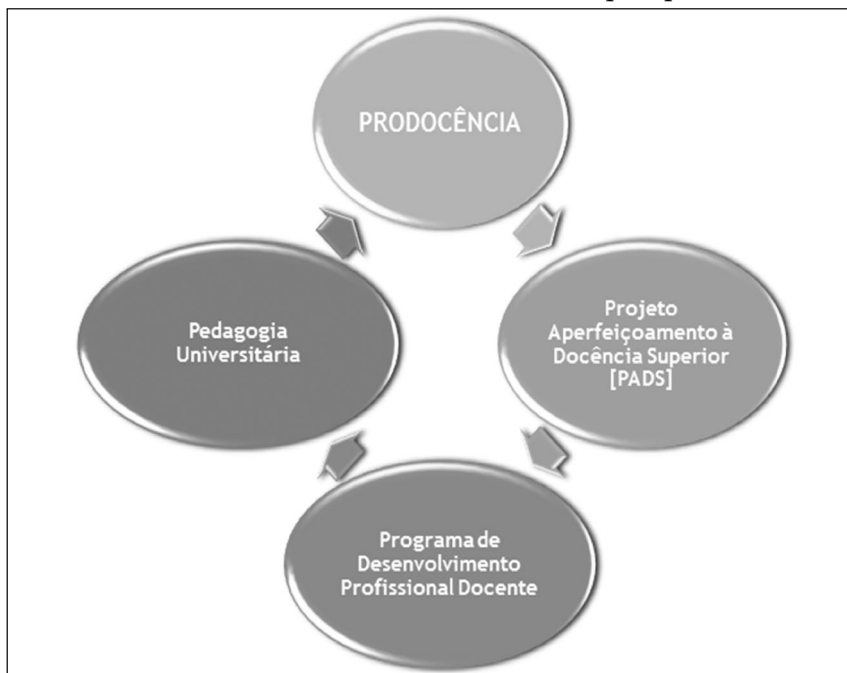 PRODOCÊNCIA
Projeto
Aperfeiçoamento à
Docência Superior
[PADS]
Programa de
Desenvolvimento
Profissional Docente
Pedagogia
Universitária